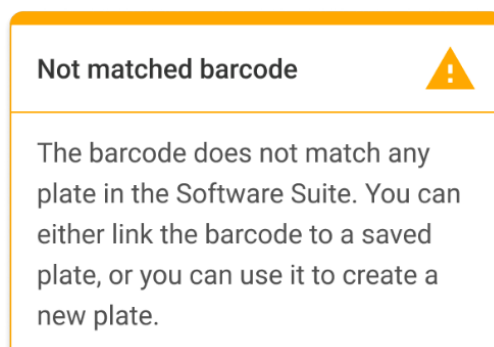 Not matched barcode
The barcode does not match any
plate in the Software Suite. You can
either link the barcode to a saved
plate, or you can use it to create a
new plate.